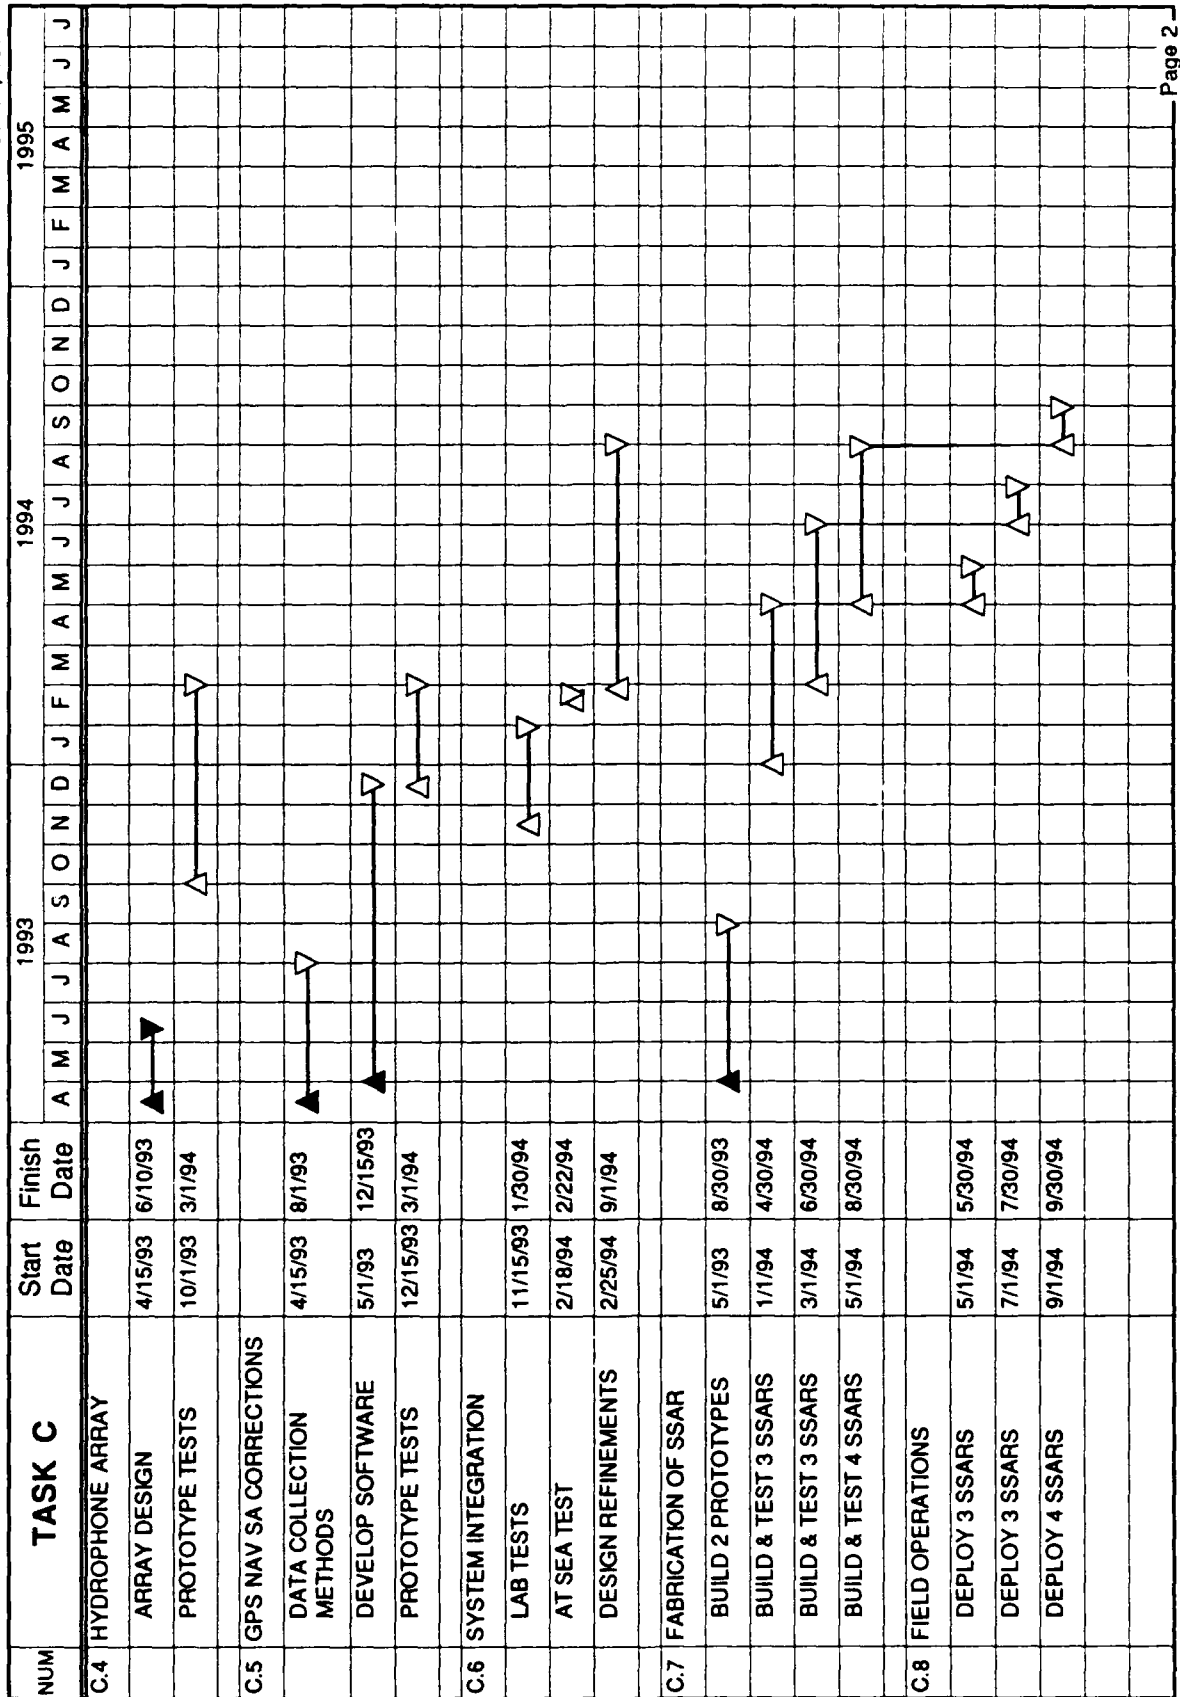 1993 1994 1995
NUM TASK C Start Date Finish Date A M J J A S O N D J F M A M J J A S O N D J F M A M J J
C.4 HYDROPHONE ARRAY
ARRAY DESIGN 4/15/93 6/10/93
PROTOTYPE TESTS 10/1/93 3/1/94
C.5 GPS NAV SA CORRECTIONS
DATA COLLECTION METHODS 4/15/93 8/1/93
DEVELOP SOFTWARE 5/1/93 12/15/93
PROTOTYPE TESTS 12/15/93 3/1/94
C.6 SYSTEM INTEGRATION
LAB TESTS 11/15/93 1/30/94
AT SEA TEST 2/18/94 2/22/94
DESIGN REFINEMENTS 2/25/94 9/1/94
C.7 FABRICATION OF SSAR
BUILD 2 PROTOTYPES 5/1/93 8/30/93
BUILD & TEST 3 SSARS 1/1/94 4/30/94
BUILD & TEST 3 SSARS 3/1/94 6/30/94
BUILD & TEST 4 SSARS 5/1/94 8/30/94
C.8 FIELD OPERATIONS
DEPLOY 3 SSARS 5/1/94 5/30/94
DEPLOY 3 SSARS 7/1/94 7/30/94
DEPLOY 4 SSARS 9/1/94 9/30/94
Page 2